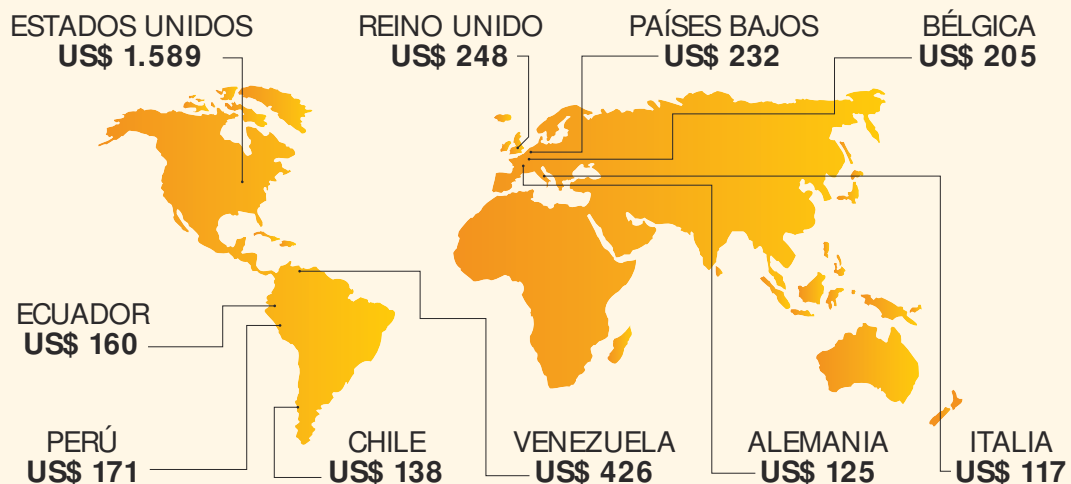 ESTADOS UNIDOS
US$ 1.589
REINO UNIDO
US$ 248
PAÍSES BAJOS
US$ 232
BÉLGICA
US$ 205
ECUADOR
US$ 160
PERÚ
US$ 171
CHILE
US$ 138
VENEZUELA
US$ 426
ALEMANIA
US$ 125
ITALIA
US$ 117